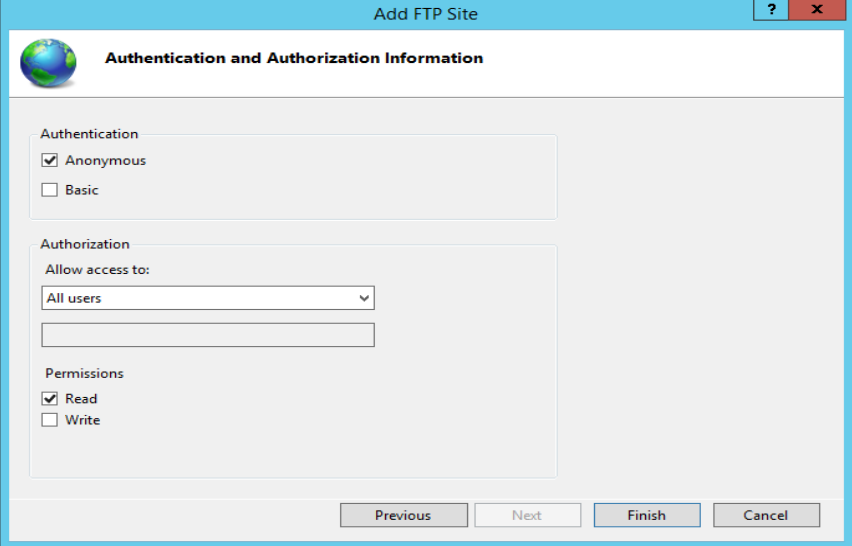 Add FTP Site
?
x
Authentication and Authorization Information
Authentication
Anonymous
Basic
Authorization
Allow access to:
All users
Permissions
Read
Write
Previous Next Finish Cancel